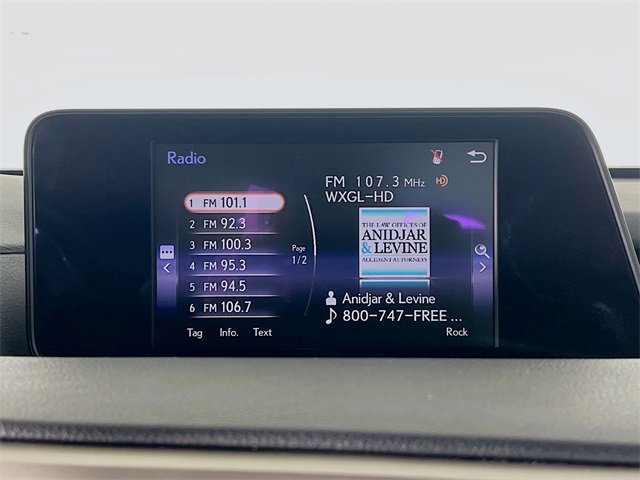 Radio
1 FM 101.1
2 FM 92.3
3 FM 100.3
4 FM 95.3
5 FM 94.5
6 FM 106.7
Page
1/2
Tag Info. Text
FM 107.3 MHz HD
WXGL-HD
THE LAW OFFICES OF
ANIDJAR
& LEVINE
ACCIDENT ATTORNEYS
Anidjar & Levine
800-747-FREE ...
Rock